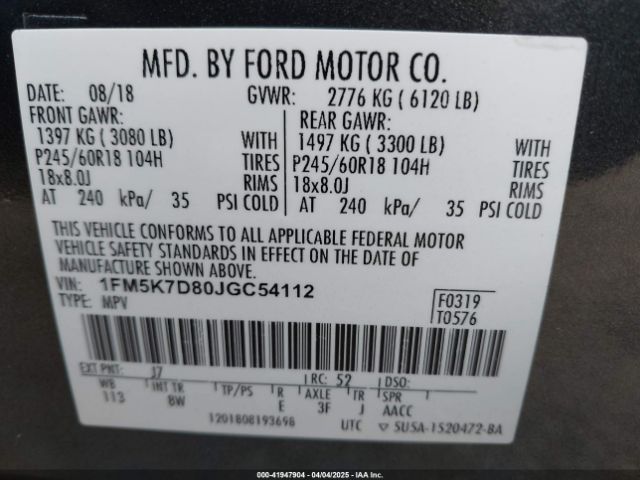 MFD. BY FORD MOTOR CO.
DATE: 08/18 GVWR: 2776 KG ( 6120 LB)
FRONT GAWR: REAR GAWR:
1397 KG ( 3080 LB) WITH 1497 KG ( 3300 LB) WITH
P245/60R18 104H TIRES P245/60R18 104H TIRES
18x8.0J RIMS 18x8.0J RIMS
AT 240 kPa/ 35 PSI COLD AT 240 kPa/ 35 PSI COLD
THIS VEHICLE CONFORMS TO ALL APPLICABLE FEDERAL MOTOR
VEHICLE SAFETY STANDARDS IN EFFECT ON THE DATE OF
MANUFACTURE SHOWN ABOVE.
VIN: 1FM5K7D80JGC54112
TYPE: MPV
F0319
T0576
EXT PNT: J7 RC: 52 DSO:
WB INT TR TP/PS R AXLE TR SPR
113 8W E 3F J AACC
1201808193698 UTC ▽ 5U5A-1520472-BA
000-41947904 - 04/04/2025 - IAAI Inc.